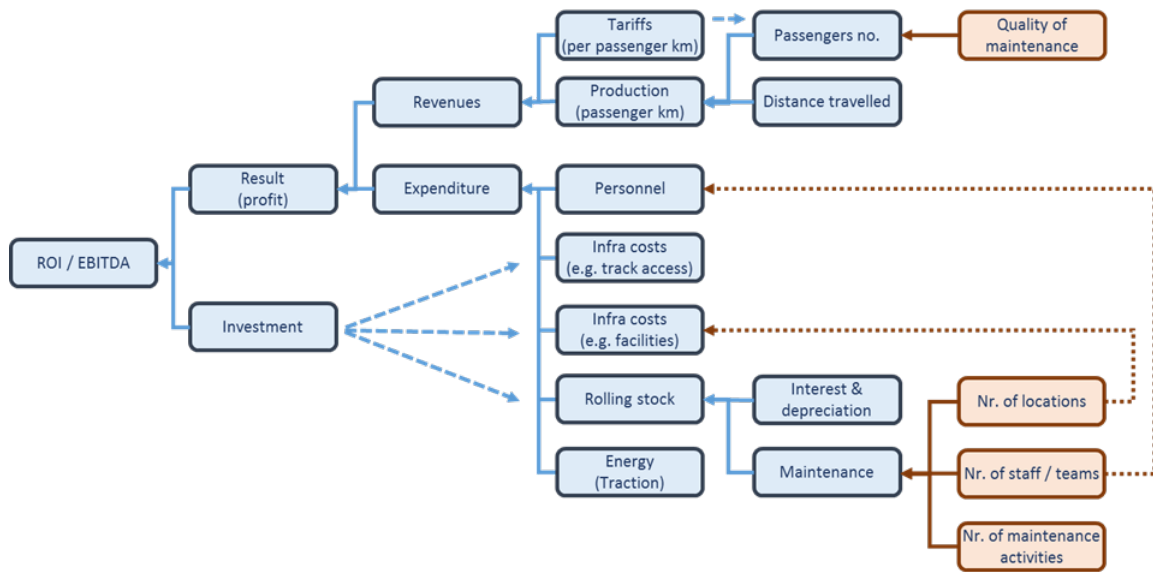 Tariffs
(per passenger km)
Passengers no.
Quality of
maintenance
Revenues
Production
(passenger km)
Distance travelled
Result
(profit)
Expenditure
Personnel
ROI / EBITDA
Infra costs
(e.g. track access)
Investment
Infra costs
(e.g. facilities)
Rolling stock
Interest &
depreciation
Nr. of locations
Energy
(Traction)
Maintenance
Nr. of staff / teams
Nr. of maintenance
activities